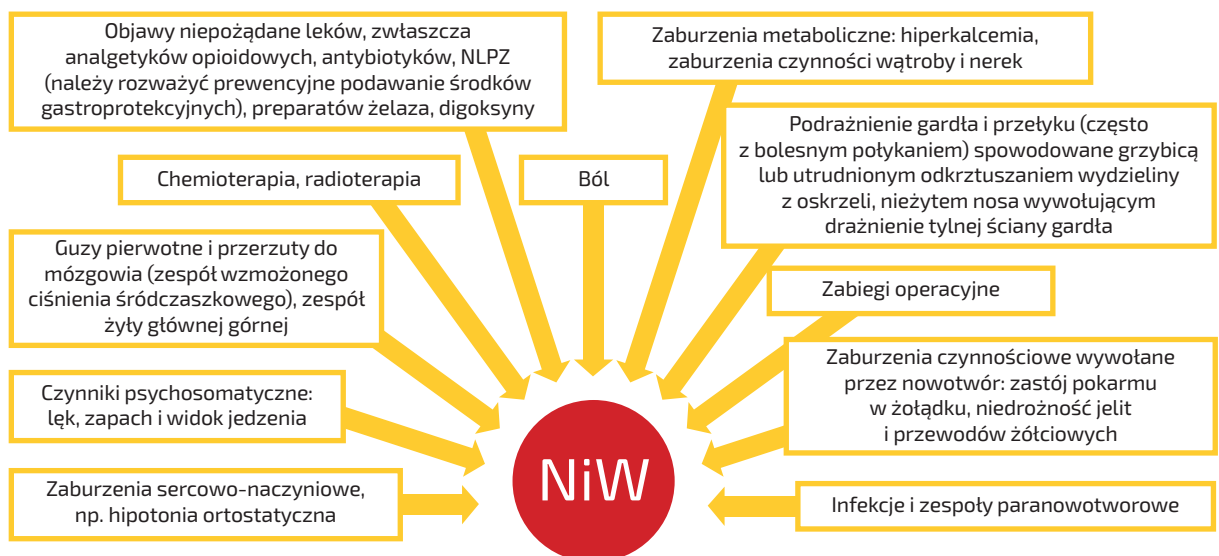 Objawy niepożądane leków, zwłaszcza
analgetyków opioidowych, antybiotyków, NLPZ
(należy rozważyć prewencyjne podawanie środków
gastroprotekcyjnych), preparatów żelaza, digoksyny
Zaburzenia metaboliczne: hiperkalcemia,
zaburzenia czynności wątroby i nerek
Chemioterapia, radioterapia
Ból
Podrażnienie gardła i przełyku (często
z bolesnym połykaniem) spowodowane grzybicą
lub utrudnionym odkrztuszaniem wydzieliny
z oskrzeli, nieżytem nosa wywołującym
drażnienie tylnej ściany gardła
Guzy pierwotne i przerzuty do
mózgowia (zespół wzmożonego
ciśnienia śródczaszkowego), zespół
żyły głównej górnej
Zabiegi operacyjne
Czynniki psychosomatyczne:
lęk, zapach i widok jedzenia
Zaburzenia czynnościowe wywołane
przez nowotwór: zastój pokarmu
w żołądku, niedrożność jelit
i przewodów żółciowych
Zaburzenia sercowo-naczyniowe,
np. hipotonia ortostatyczna
NiW
Infekcje i zespoły paranowotworowe